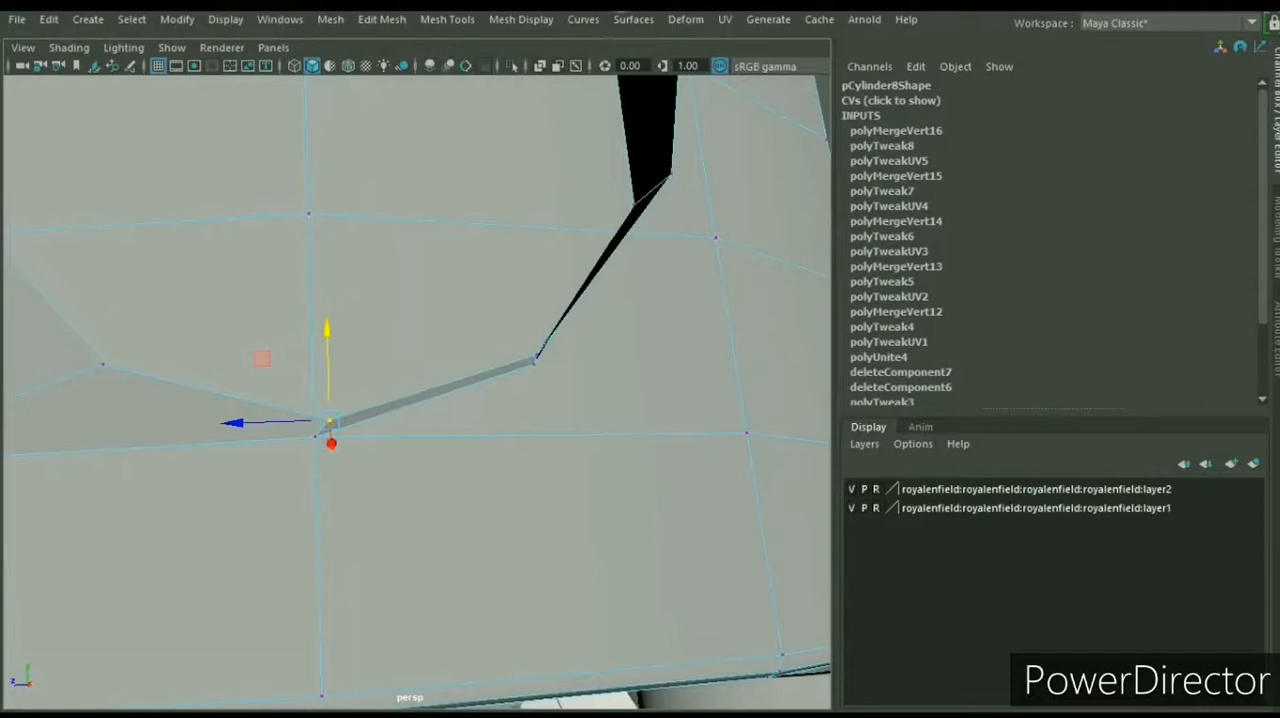 File Edit Create Select Modify Display Windows Mesh Edit Mesh Mesh Tools Mesh Display Curves Surfaces Deform UV Generate Cache Arnold Help
Workspace : Maya Classic*
View Shading Lighting Show Renderer Panels
0.00 1.00 sRGB gamma
Channels Edit Object Show
pCylinder8Shape
CVs (click to show)
INPUTS
polyMergeVert16
polyTweak8
polyTweakUV5
polyMergeVert15
polyTweak7
polyTweakUV4
polyMergeVert14
polyTweak6
polyTweakUV3
polyMergeVert13
polyTweak5
polyTweakUV2
polyMergeVert12
polyTweak4
polyTweakUV1
polyUnite4
deleteComponent7
deleteComponent6
polyTweak3
Display Anim
Layers Options Help
V P R royalenfield:royalenfield:royalenfield:royalenfield:layer2
V P R royalenfield:royalenfield:royalenfield:royalenfield:layer1
persp
z
PowerDirector